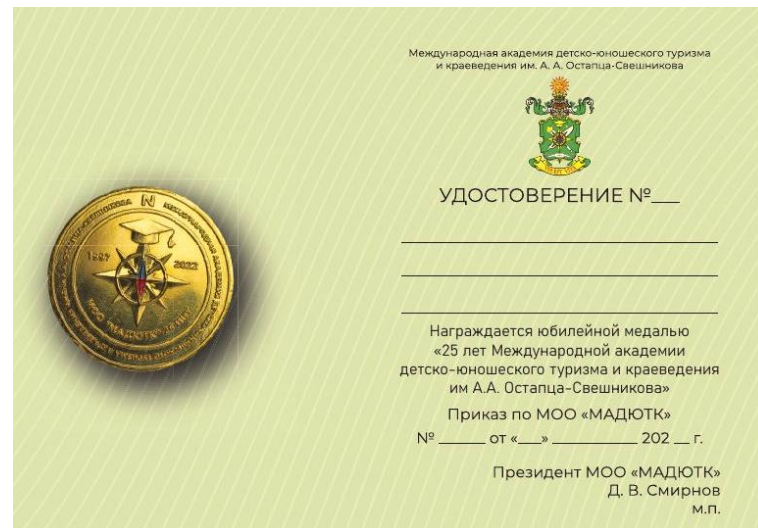 Международная академия детско-юношеского туризма
и краеведения им. А. А. Остапца-Свешникова
УДОСТОВЕРЕНИЕ №___
Награждается юбилейной медалью
«25 лет Международной академии
детско-юношеского туризма и краеведения
им А.А. Остапца-Свешникова»
Приказ по МОО «МАДЮТК»
№ ______ от «___» __________ 202 __ г.
Президент МОО «МАДЮТК»
Д. В. Смирнов
м.п.
N
1997
2022
МОО "МАДЮТК"